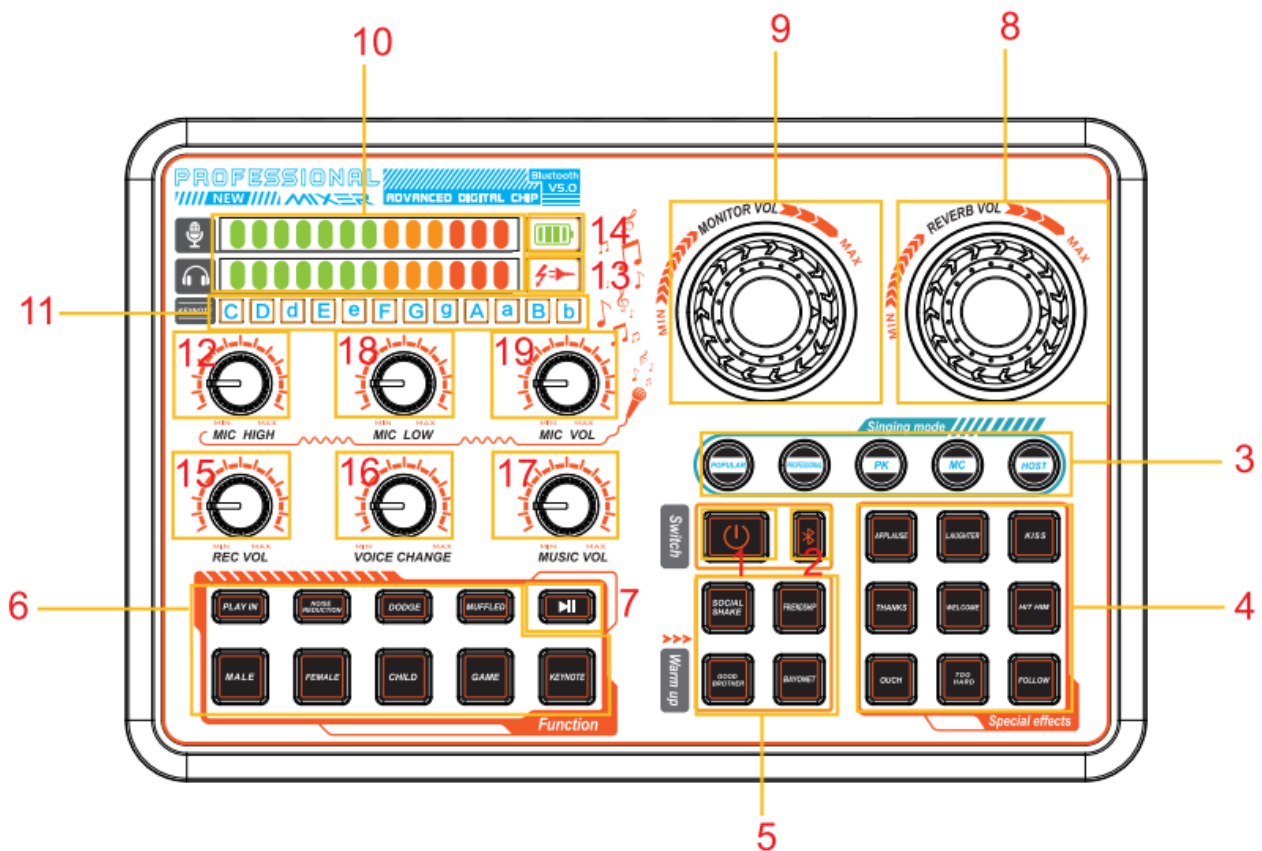 10
9
8
PROFESSIONAL
Bluetooth
V5.0
NEW MIXER
ADVANCED DIGITAL CHIP
14
13
MONITOR VOL
MIN
MAX
REVERB VOL
MIN
MAX
11
KEYNOTE
C D d E e F G g A a B b
12
18
19
MIN MAX
MIN MAX
MIN MAX
MIC HIGH
MIC LOW
MIC VOL
Singing mode
POPULAR
PROFESSIONAL
PK
MC
HOST
3
15
16
17
MIN MAX
MIN MAX
REC VOL
VOICE CHANGE
MUSIC VOL
Switch
1
2
APPLAUSE
LAUGHTER
KISS
6
PLAY IN
NOISE
REDUCTION
DODGE
MUFFLED
7
SOCIAL
SHAKE
FRIENDSHIP
THANKS
WELCOME
HIT HIM
4
MALE
FEMALE
CHILD
GAME
KEYNOTE
Warm up
GOOD
BROTHER
BAYONET
OUCH
TOO
HARD
FOLLOW
Function
Special effects
5